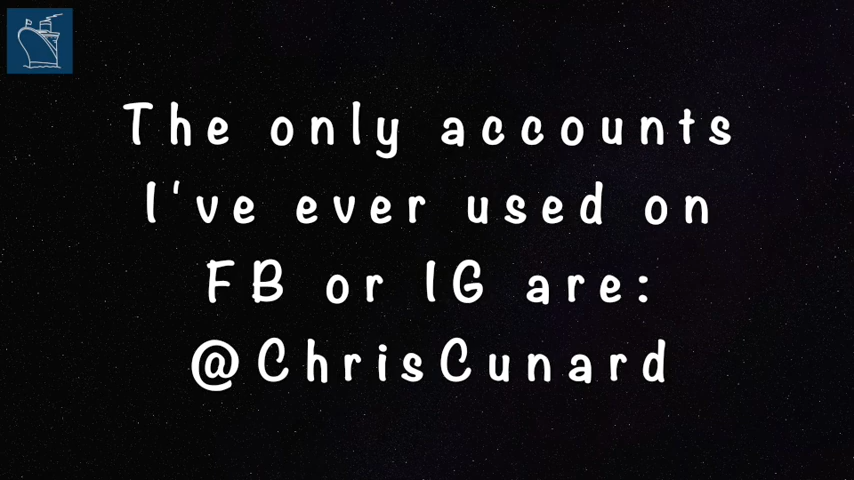 The only accounts
I've ever used on
FB or IG are:
@ChrisCunard